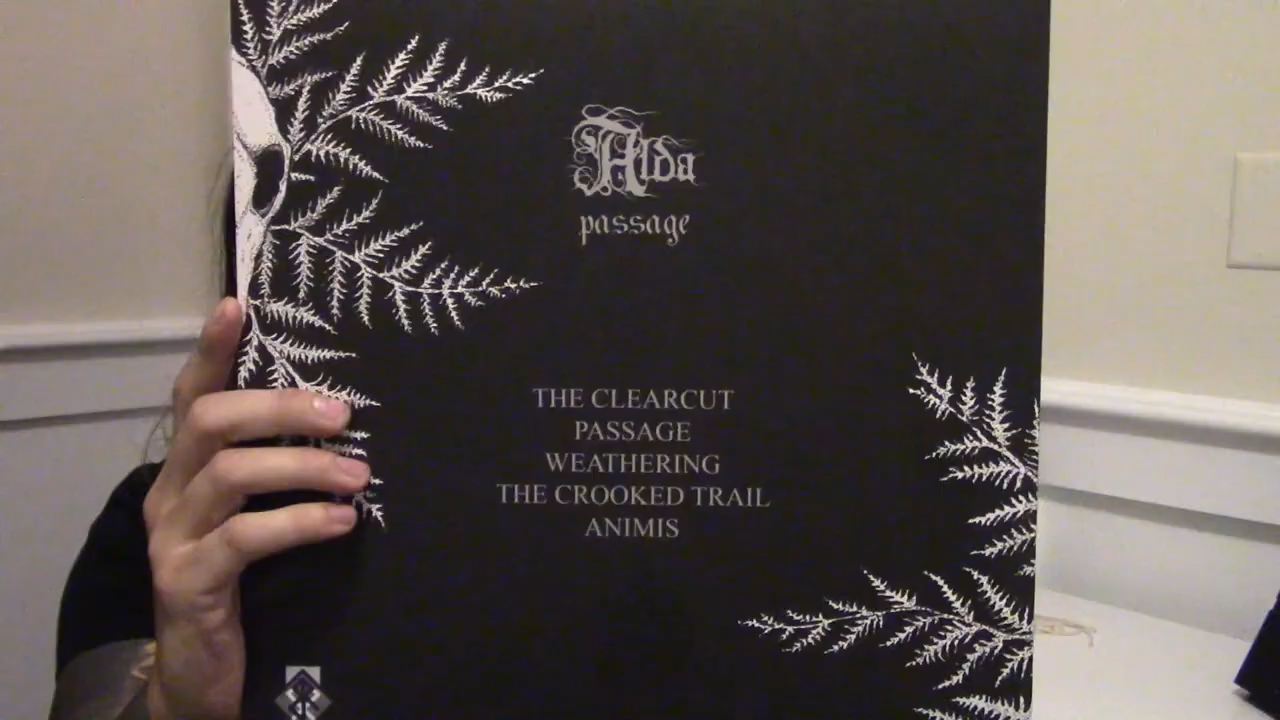 Alda
passage
THE CLEARCUT
PASSAGE
WEATHERING
THE CROOKED TRAIL
ANIMIS